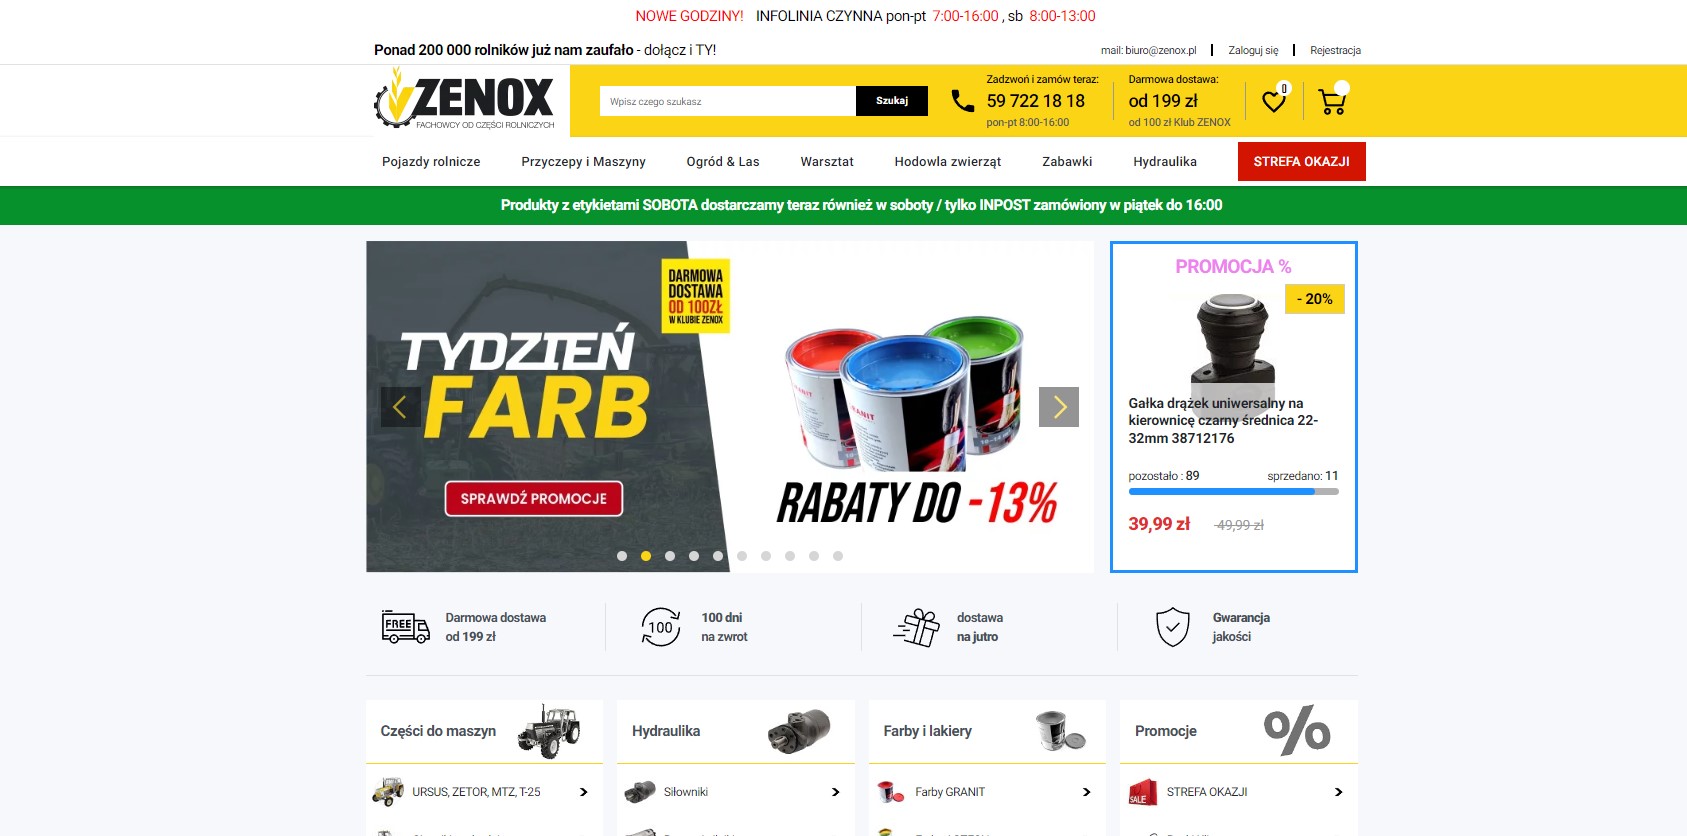 NOWE GODZINY! INFOLINIA CZYNNA pon-pt 7:00-16:00 , sb 8:00-13:00
Ponad 200 000 rolników już nam zaufało - dołącz i TY!
mail: biuro@zenox.pl
Zaloguj się
Rejestracja
ZENOX
FACHOWCY OD CZĘŚCI ROLNICZYCH
Wpisz czego szukasz
Szukaj
Zadzwoń i zamów teraz:
59 722 18 18
pon-pt 8:00-16:00
Darmowa dostawa:
od 199 zł
od 100 zł Klub ZENOX
0
Pojazdy rolnicze
Przyczepy i Maszyny
Ogród & Las
Warsztat
Hodowla zwierząt
Zabawki
Hydraulika
STREFA OKAZJI
Produkty z etykietami SOBOTA dostarczamy teraz również w soboty / tylko INPOST zamówiony w piątek do 16:00
DARMOWA
DOSTAWA
OD 100ZŁ
W KLUBIE ZENOX
TYDZIEŃ
FARB
SPRAWDŹ PROMOCJE
RABATY DO -13%
PROMOCJA %
- 20%
Gałka drążek uniwersalny na
kierownicę czarny średnica 22-
32mm 38712176
pozostało : 89
sprzedano: 11
39,99 zł
49,99 zł
FREE
Darmowa dostawa
od 199 zł
100
100 dni
na zwrot
dostawa
na jutro
Gwarancja
jakości
Części do maszyn
Hydraulika
Farby i lakiery
Promocje
%
URSUS, ZETOR, MTZ, T-25
Siłowniki
Farby GRANIT
SALE
STREFA OKAZJI